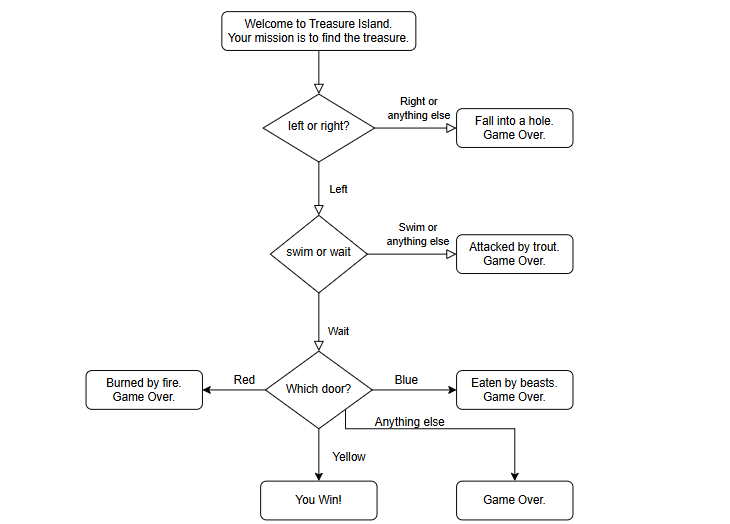 Welcome to Treasure Island.
Your mission is to find the treasure.
left or right?
Right or
anything else
Fall into a hole.
Game Over.
Left
swim or wait
Swim or
anything else
Attacked by trout.
Game Over.
Wait
Burned by fire.
Game Over.
Red
Which door?
Blue
Eaten by beasts.
Game Over.
Anything else
Yellow
You Win!
Game Over.